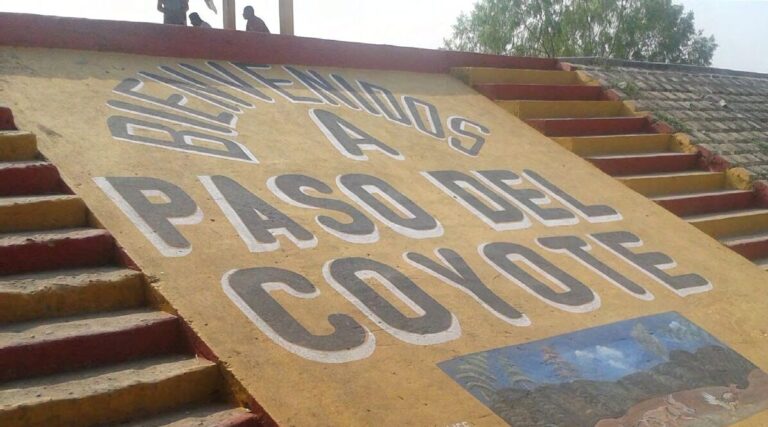 BIENVENIDOS
A
PASO DEL
COYOTE